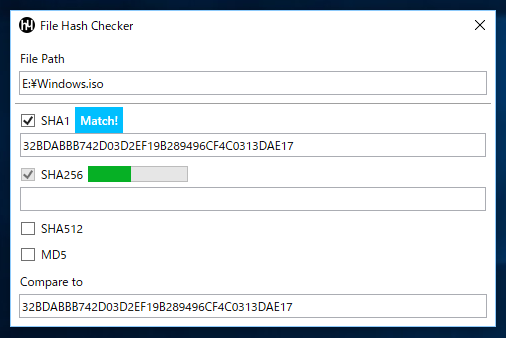 File Hash Checker
File Path
E:¥Windows.iso
SHA1 Match!
32BDABBB742D03D2EF19B289496CF4C0313DAE17
SHA256
SHA512
MD5
Compare to
32BDABBB742D03D2EF19B289496CF4C0313DAE17